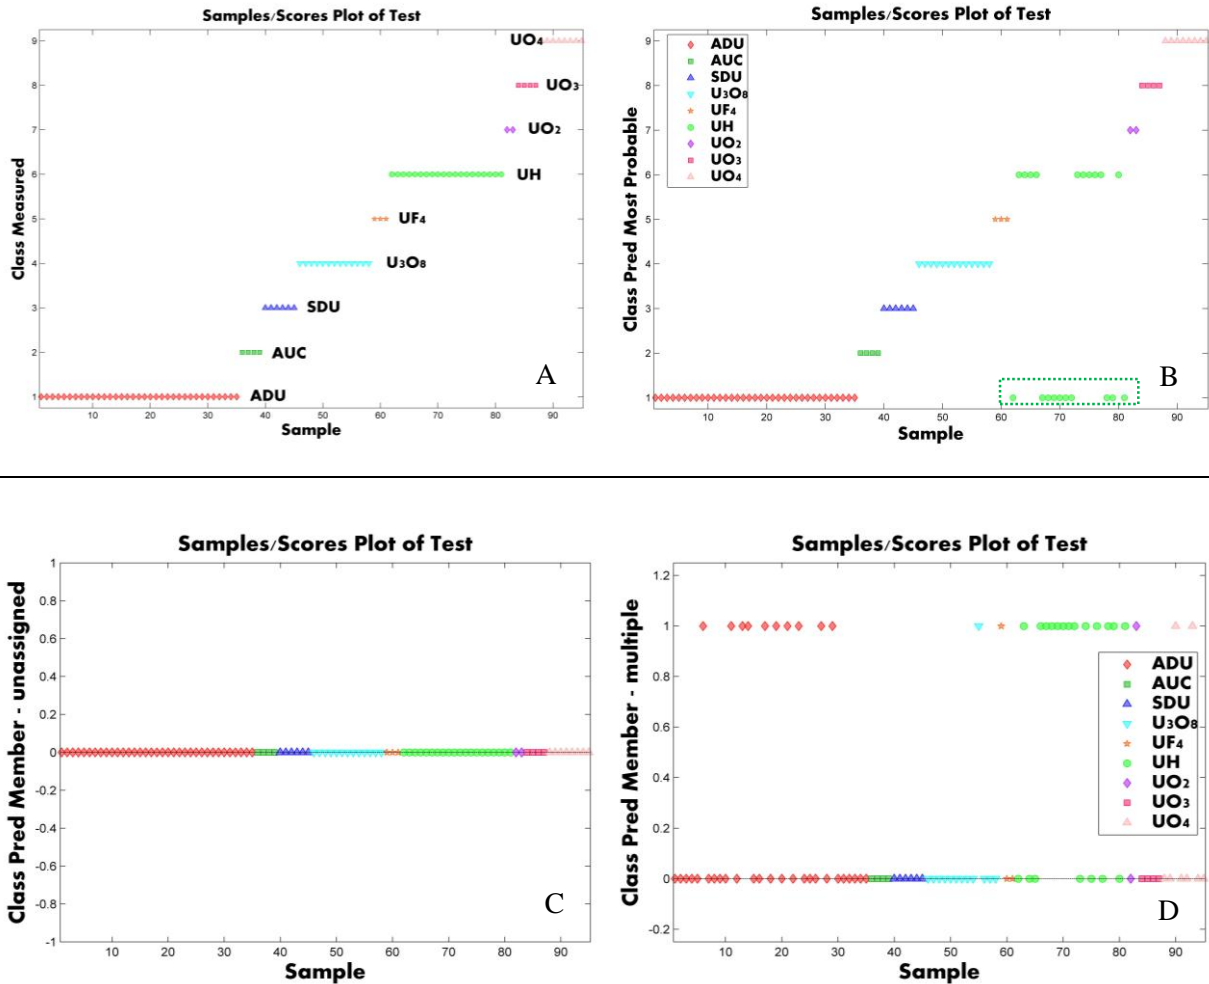 Samples/Scores Plot of Test
Class Measured
9
8
7
6
5
4
3
2
1
UO4
UO3
UO2
UH
UF4
U3O8
SDU
AUC
ADU
A
10 20 30 40 50 60 70 80 90
Sample
Samples/Scores Plot of Test
Class Pred Most Probable
9
8
7
6
5
4
3
2
1
ADU
AUC
SDU
U3O8
UF4
UH
UO2
UO3
UO4
B
10 20 30 40 50 60 70 80 90
Sample
Samples/Scores Plot of Test
Class Pred Member - unassigned
1
0.8
0.6
0.4
0.2
0
-0.2
-0.4
-0.6
-0.8
-1
C
10 20 30 40 50 60 70 80 90
Sample
Samples/Scores Plot of Test
Class Pred Member - multiple
1.2
1
0.8
0.6
0.4
0.2
0
-0.2
ADU
AUC
SDU
U3O8
UF4
UH
UO2
UO3
UO4
D
10 20 30 40 50 60 70 80 90
Sample